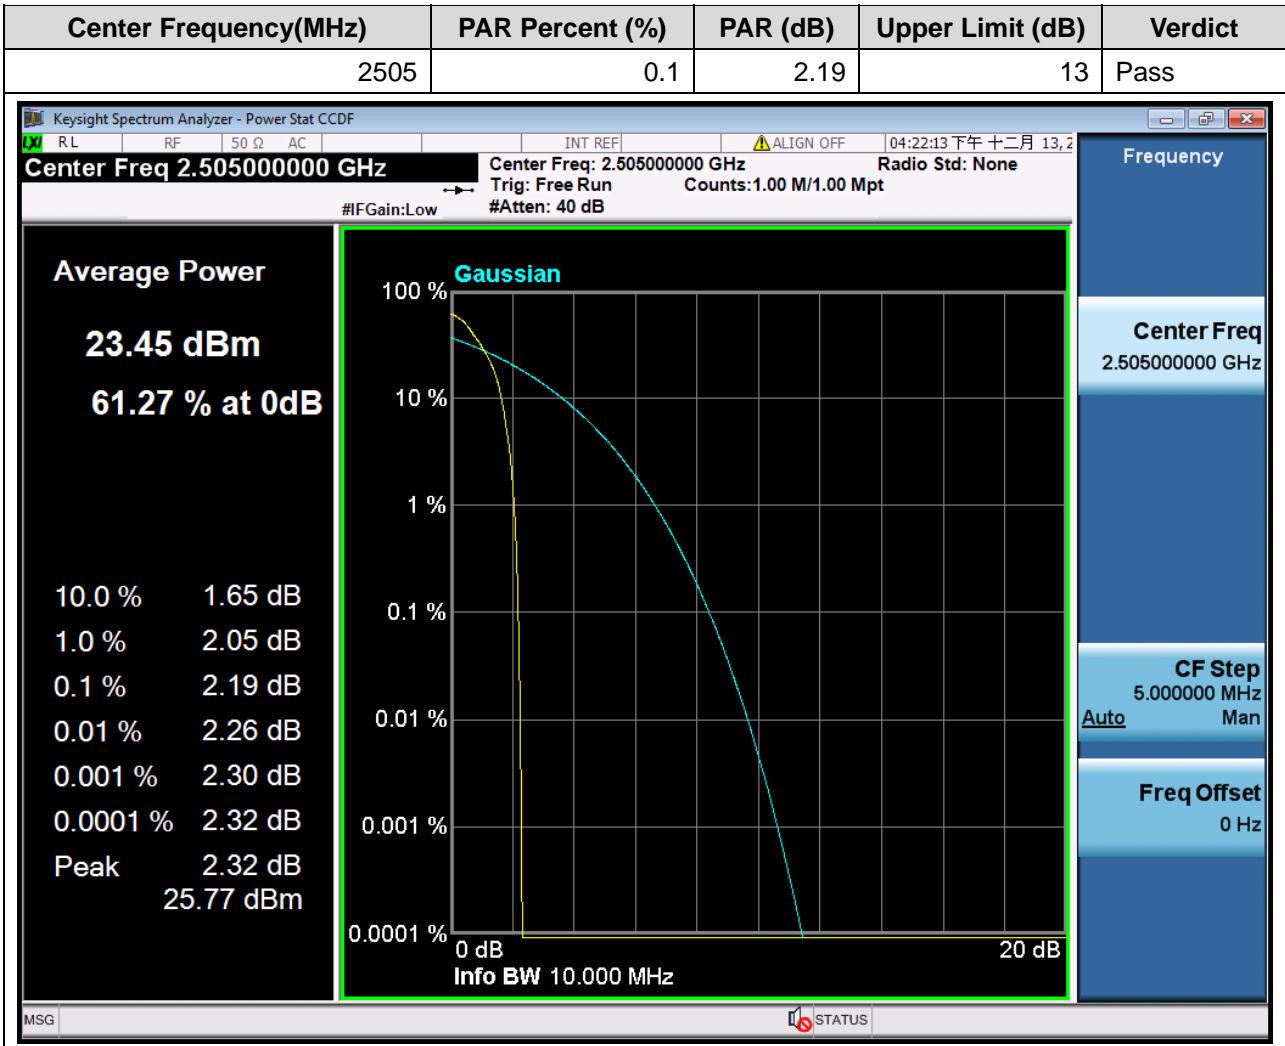 Center Frequency(MHz) PAR Percent (%) PAR (dB) Upper Limit (dB) Verdict
2505 0.1 2.19 13 Pass
Keysight Spectrum Analyzer - Power Stat CCDF
LXI RL RF 50 Ω AC INT REF ALIGN OFF 04:22:13下午 十二月 13, 2
Center Freq 2.505000000 GHz
Center Freq: 2.505000000 GHz Radio Std: None
Trig: Free Run Counts:1.00 M/1.00 Mpt
#IFGain:Low #Atten: 40 dB
Average Power
23.45 dBm
61.27 % at 0dB
10.0 % 1.65 dB
1.0 % 2.05 dB
0.1 % 2.19 dB
0.01 % 2.26 dB
0.001 % 2.30 dB
0.0001 % 2.32 dB
Peak 2.32 dB
25.77 dBm
Gaussian
100 %
10 %
1 %
0.1 %
0.01 %
0.001 %
0.0001 %
0 dB 20 dB
Info BW 10.000 MHz
Frequency
Center Freq
2.505000000 GHz
CF Step
5.000000 MHz
Auto Man
Freq Offset
0 Hz
MSG STATUS